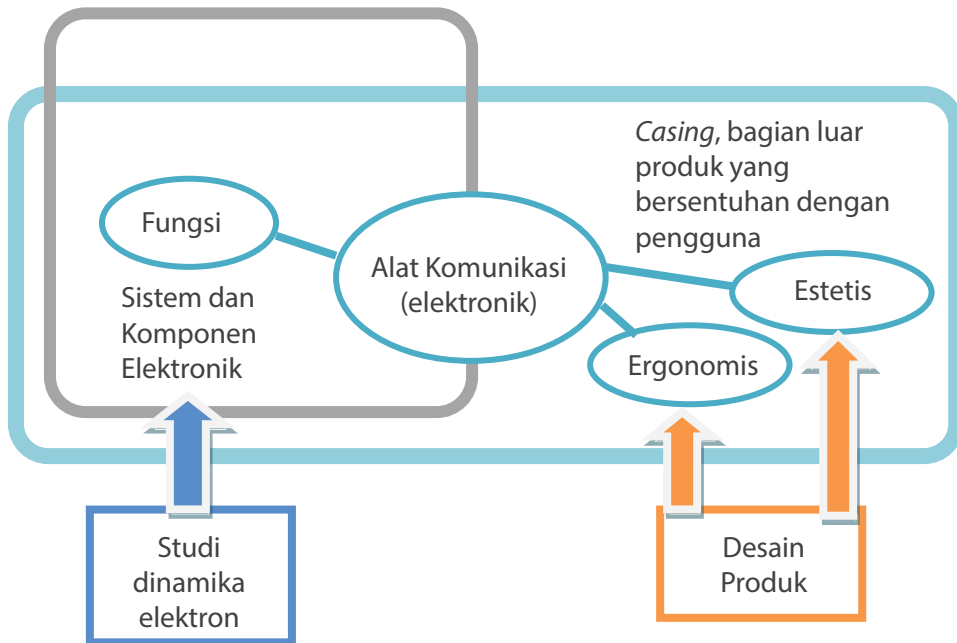 Casing, bagian luar
produk yang
bersentuhan dengan
pengguna
Fungsi
Alat Komunikasi
(elektronik)
Estetis
Sistem dan
Komponen
Elektronik
Ergonomis
Studi
dinamika
elektron
Desain
Produk